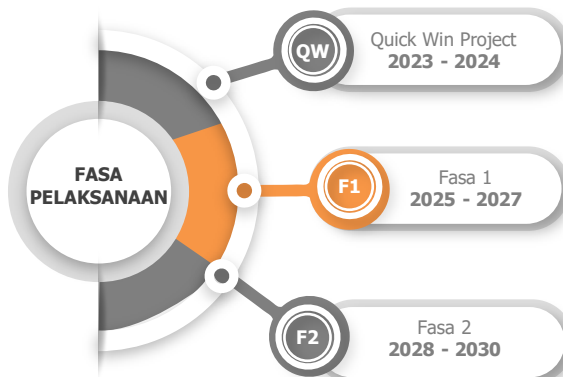 FASA
PELAKSANAAN
QW
Quick Win Project
2023 - 2024
F1
Fasa 1
2025 - 2027
F2
Fasa 2
2028 - 2030